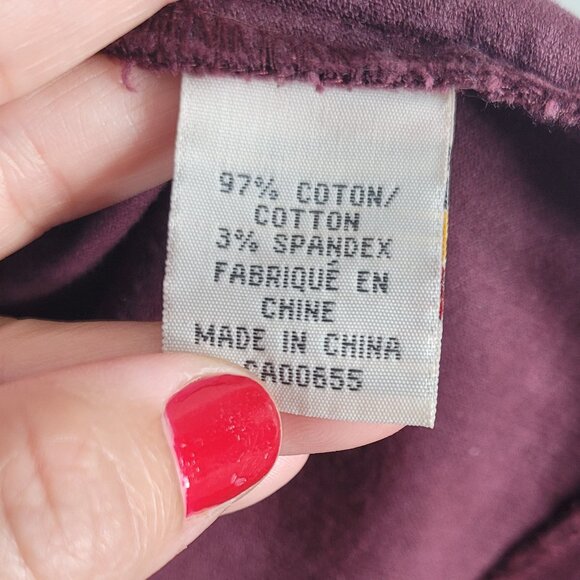 97% COTON/
COTTON
3% SPANDEX
FABRIQUÉ EN
CHINE
MADE IN CHINA
CA00655